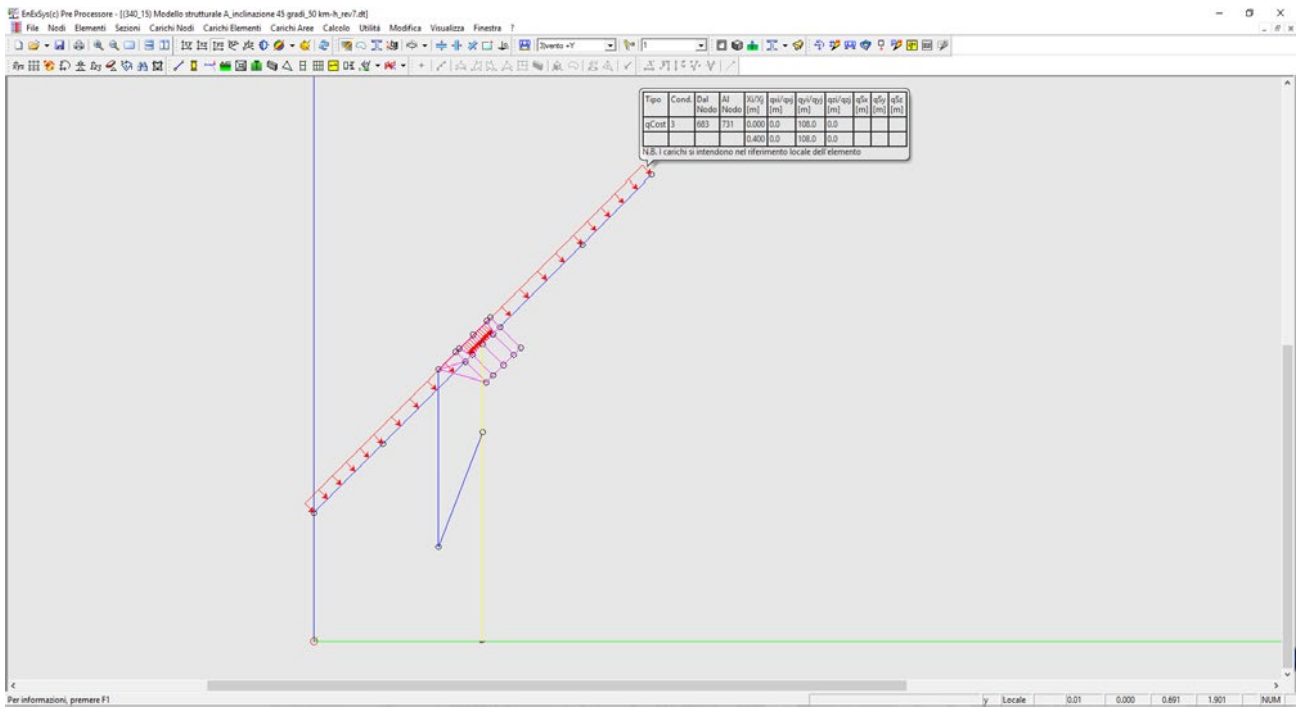 EnExSys(c) Pre Processore - [(340_15) Modello strutturale A_inclinazione 45 gradi_50 km-h_rev7.dt]
File Nodi Elementi Sezioni Carichi Nodi Carichi Elementi Carichi Aree Calcolo Utilità Modifica Visualizza Finestra ?
3)vento +Y 1
Tipo Cond. Dal Nodo Al Nodo Xi/Xj [m] qxi/qxj [m] qyi/qyj [m] qzi/qzj [m] qSx [m] qSy [m] qSz [m]
qCost 3 683 731 0.000 0.0 108.0 0.0
0.400 0.0 108.0 0.0
N.B. I carichi si intendono nel riferimento locale dell'elemento
Per informazioni, premere F1 y Locale 0.01 0.000 0.691 1.901 NUM